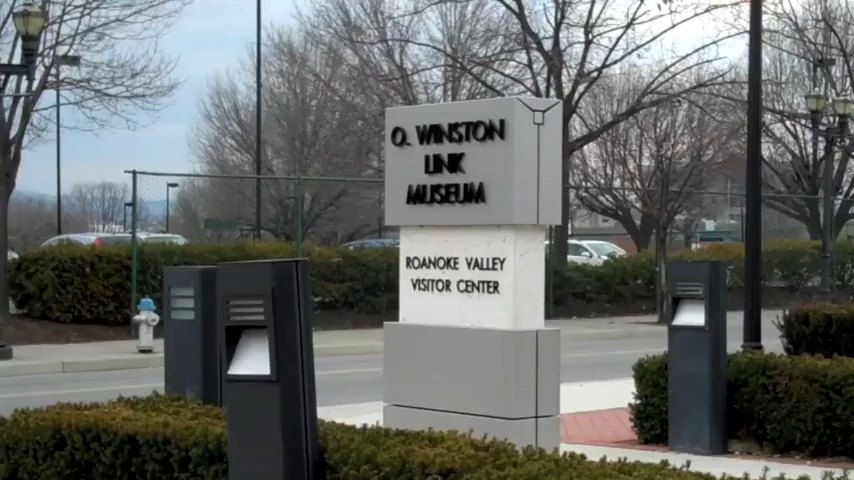 O. WINSTON
LINK
MUSEUM
ROANOKE VALLEY
VISITOR CENTER